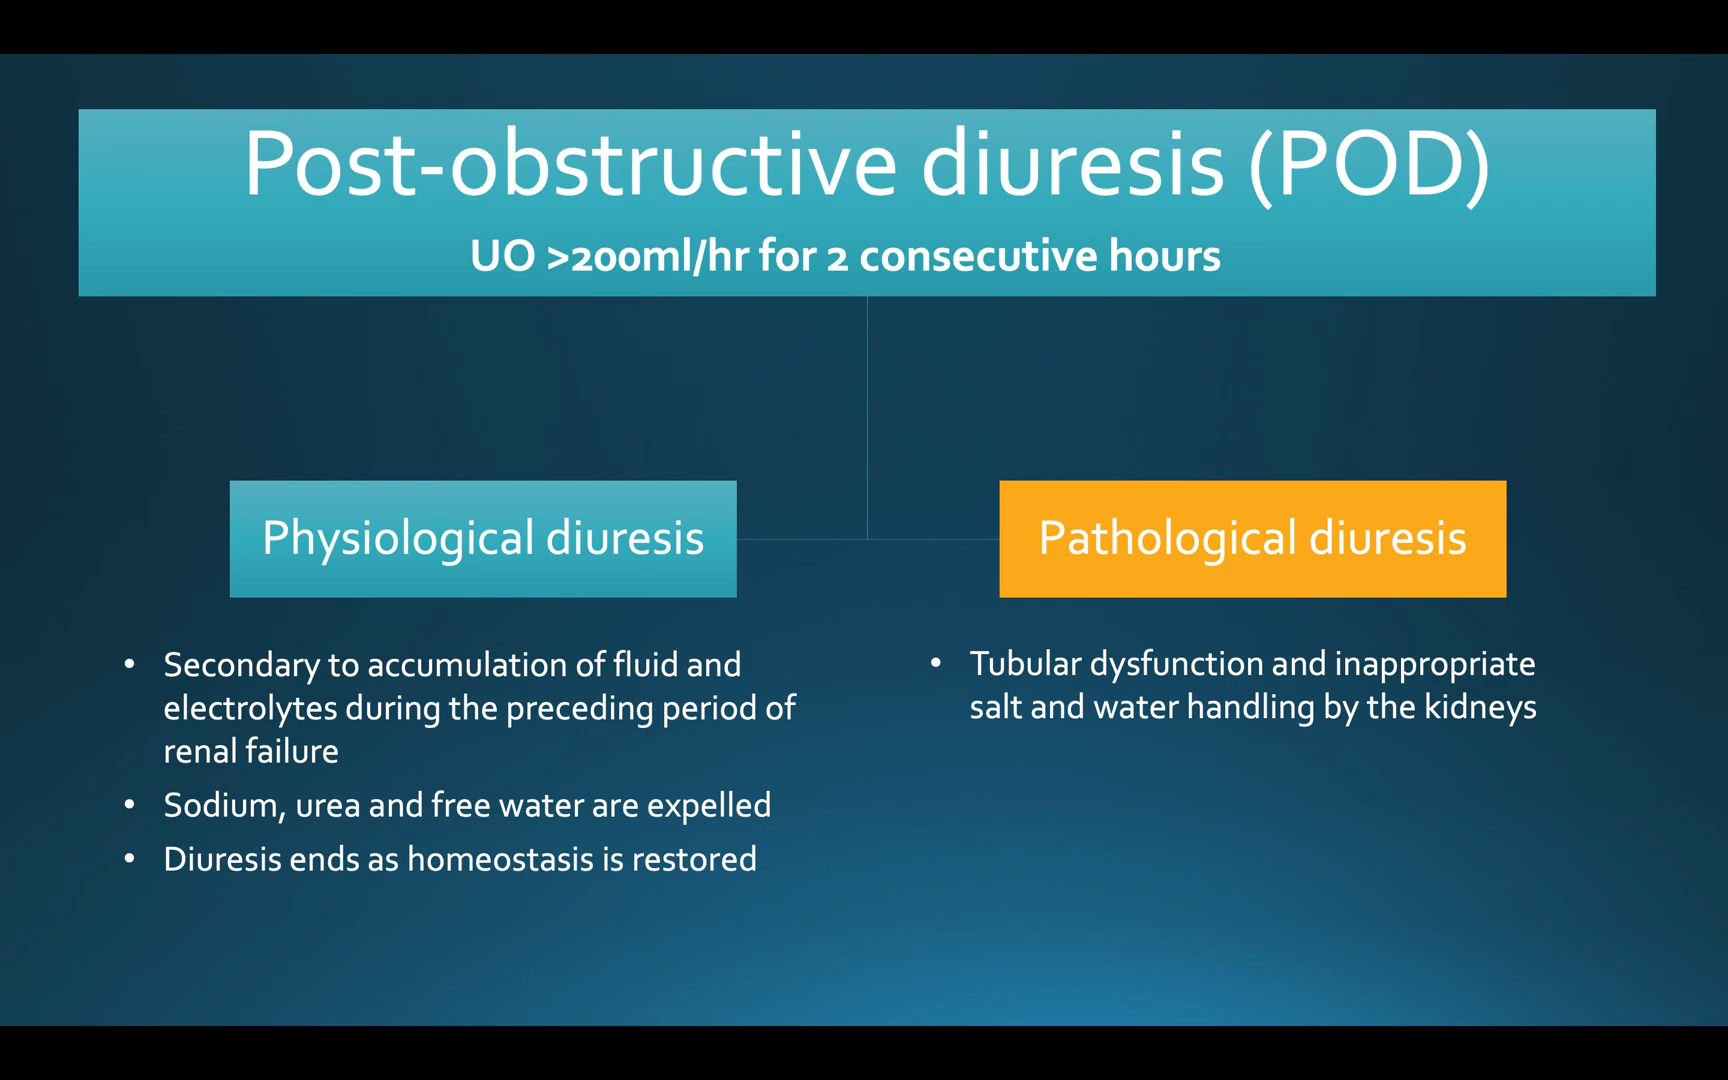 Post-obstructive diuresis (POD)
UO >200ml/hr for 2 consecutive hours
Physiological diuresis
• Secondary to accumulation of fluid and
electrolytes during the preceding period of
renal failure
• Sodium, urea and free water are expelled
• Diuresis ends as homeostasis is restored
Pathological diuresis
• Tubular dysfunction and inappropriate
salt and water handling by the kidneys